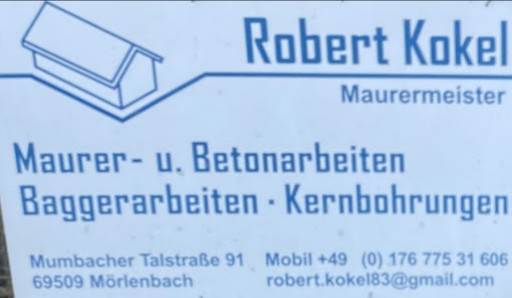 Robert Kokel
Maurermeister
Maurer- u. Betonarbeiten
Baggerarbeiten · Kernbohrungen
Mumbacher Talstraße 91 Mobil +49 (0) 176 775 31 606
69509 Mörlenbach robert.kokel83@gmail.com